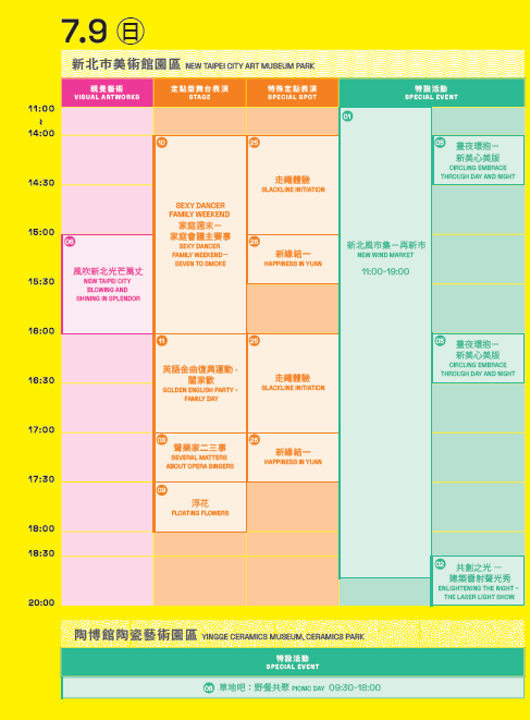 7.9 日
新北市美術館園區 NEW TAIPEI CITY ART MUSEUM PARK
視覺藝術
VISUAL ARTWORKS
定點型舞台表演
STAGE
特殊定點表演
SPECIAL SPOT
特設活動
SPECIAL EVENT
11:00
~
14:00
14:30
15:00
15:30
16:00
16:30
17:00
17:30
18:00
18:30
20:00
06
風吹新北光芒萬丈
NEW TAIPEI CITY
BLOWING AND
SHINING IN SPLENDOR
10
SEXY DANCER
FAMILY WEEKEND
家庭週末—
家庭會議主賽事
SEXY DANCER
FAMILY WEEKEND—
SEVEN TO SMOKE
11
英語金曲復興運動-
闔家歡
GOLDEN ENGLISH PARTY -
FAMILY DAY
08
聲樂家二三事
SEVERAL MATTERS
ABOUT OPERA SINGERS
09
浮花
FLOATING FLOWERS
25
走繩體驗
SLACKLINE INITIATION
26
新緣結一
HAPPINESS IN YUAN
25
走繩體驗
SLACKLINE INITIATION
26
新緣結一
HAPPINESS IN YUAN
01
新北風市集—再新市
NEW WIND MARKET
11:00-19:00
05
晝夜環抱—
新美心美版
CIRCLING EMBRACE
THROUGH DAY AND NIGHT
05
晝夜環抱—
新美心美版
CIRCLING EMBRACE
THROUGH DAY AND NIGHT
02
共創之光 —
建築雷射聲光秀
ENLIGHTENING THE NIGHT -
THE LASER LIGHT SHOW
陶博館陶瓷藝術園區 YINGGE CERAMICS MUSEUM, CERAMICS PARK
特設活動
SPECIAL EVENT
草地吧：野餐共聚 PICNIC DAY 09:30-18:00